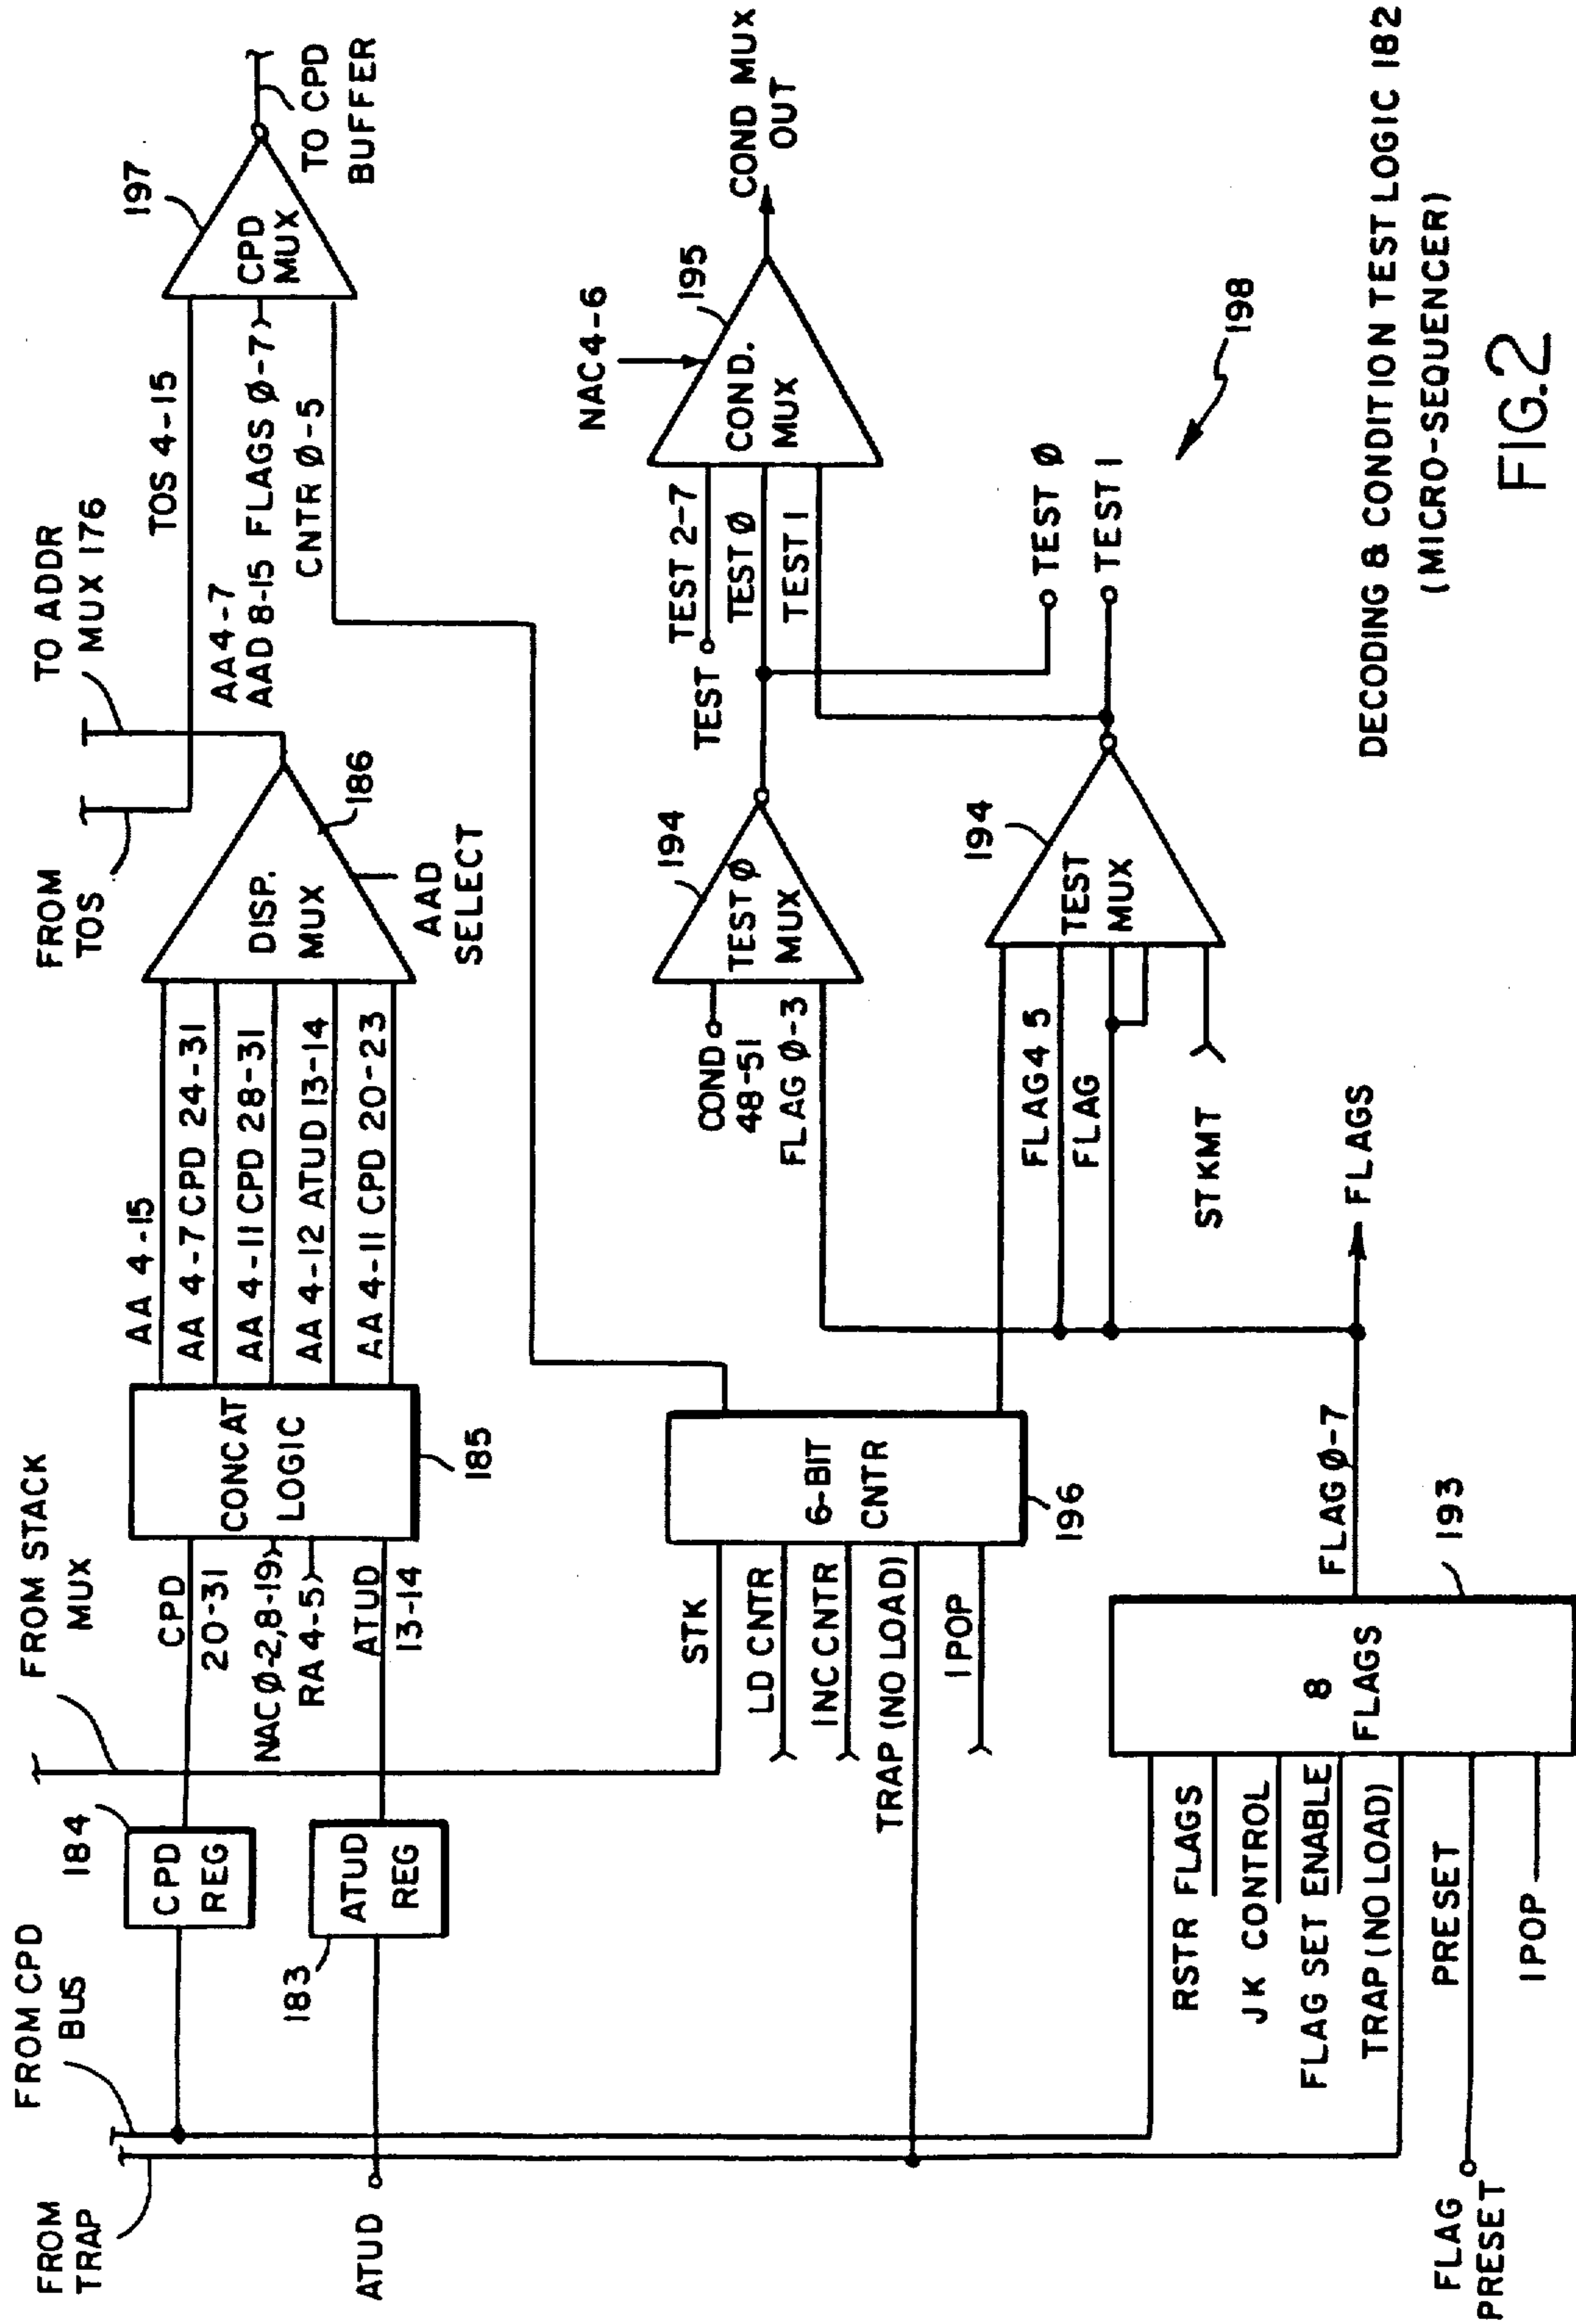 FROM CPD
BUS
FROM
TRAP
184
CPD
REG
ATUD
ATUD
REG
183
FROM STACK
MUX
CPD
20-31
NACØ-2,8-19
RA 4-5
ATUD
13-14
CONCAT
LOGIC
185
AA 4-15
AA 4-7 CPD 24-31
AA 4-11 CPD 28-31
AA 4-12 ATUD 13-14
AA 4-11 CPD 20-23
DISP.
MUX
186
AAD
SELECT
FROM
TOS
TO ADDR
MUX 176
TOS 4-15
AA4-7
AAD 8-15 FLAGS Ø-7
CNTR Ø-5
197
CPD
MUX
TO CPD
BUFFER
STK
LD CNTR
INC CNTR
TRAP (NO LOAD)
IPOP
6-BIT
CNTR
196
COND
48-51
FLAG Ø-3
194
TEST Ø
MUX
TEST
TEST 2-7
TEST Ø
TEST 1
NAC4-6
195
COND.
MUX
COND MUX
OUT
FLAG4 5
FLAG
STKMT
194
TEST
MUX
TEST Ø
TEST 1
198
FLAG
PRESET
RSTR FLAGS
JK CONTROL
FLAG SET ENABLE
TRAP (NO LOAD)
PRESET
IPOP
8
FLAGS
193
FLAG Ø-7
FLAGS
DECODING & CONDITION TEST LOGIC 182
(MICRO-SEQUENCER)
FIG.2